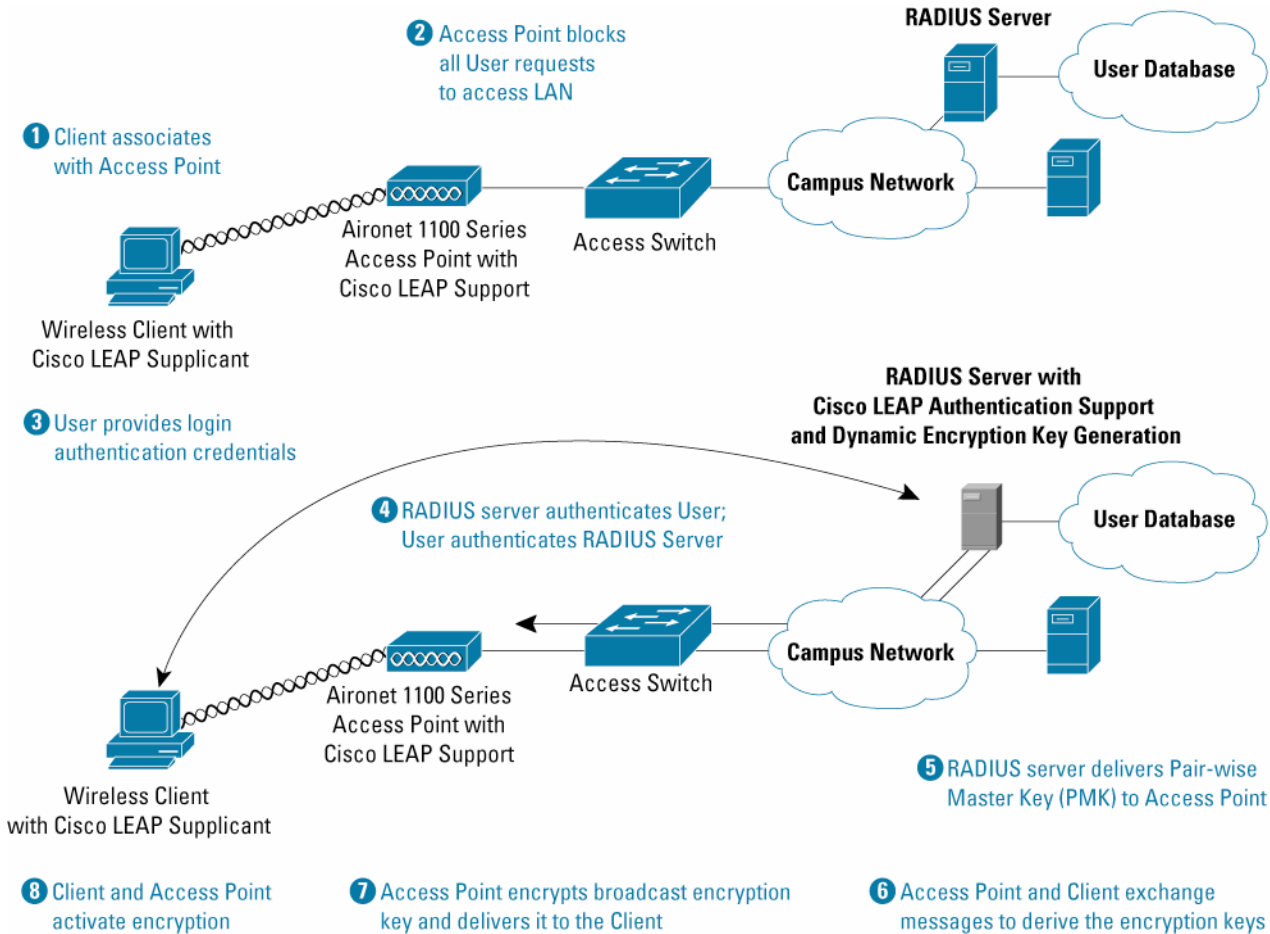 RADIUS Server
2 Access Point blocks
all User requests
to access LAN
User Database
1 Client associates
with Access Point
Campus Network
Aironet 1100 Series
Access Point with
Cisco LEAP Support
Access Switch
Wireless Client with
Cisco LEAP Supplicant
RADIUS Server with
Cisco LEAP Authentication Support
and Dynamic Encryption Key Generation
3 User provides login
authentication credentials
4 RADIUS server authenticates User;
User authenticates RADIUS Server
User Database
Campus Network
Access Switch
Aironet 1100 Series
Access Point with
Cisco LEAP Support
Wireless Client
with Cisco LEAP Supplicant
5 RADIUS server delivers Pair-wise
Master Key (PMK) to Access Point
8 Client and Access Point
activate encryption
7 Access Point encrypts broadcast encryption
key and delivers it to the Client
6 Access Point and Client exchange
messages to derive the encryption keys